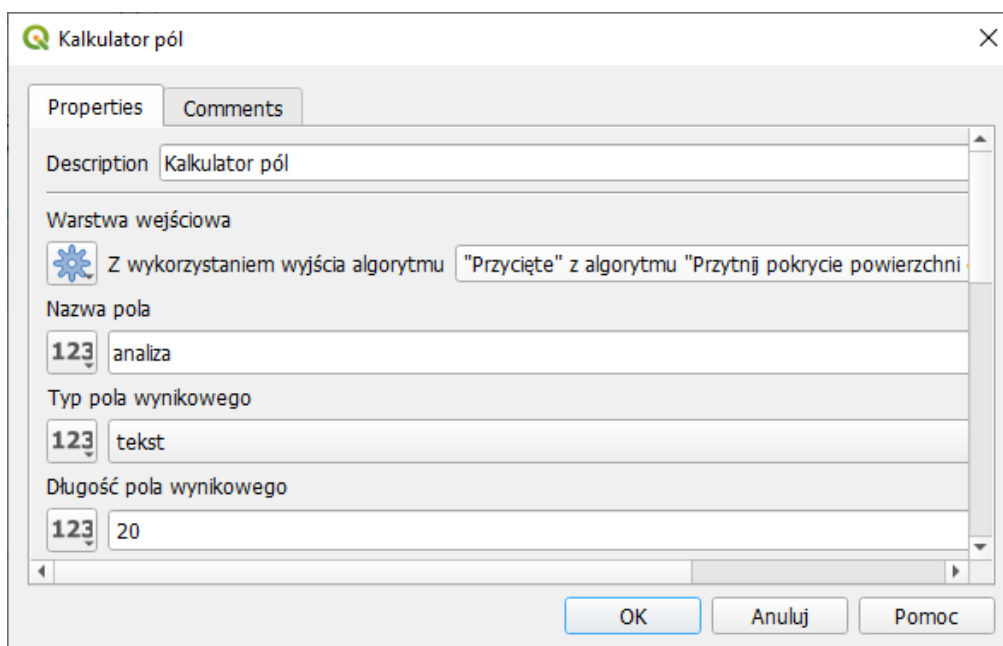 Kalkulator pól
Properties Comments
Description Kalkulator pól
Warstwa wejściowa
Z wykorzystaniem wyjścia algorytmu "Przycięte" z algorytmu "Przytnij pokrycie powierzchni
Nazwa pola
123 analiza
Typ pola wynikowego
123 tekst
Długość pola wynikowego
123 20
OK Anuluj Pomoc